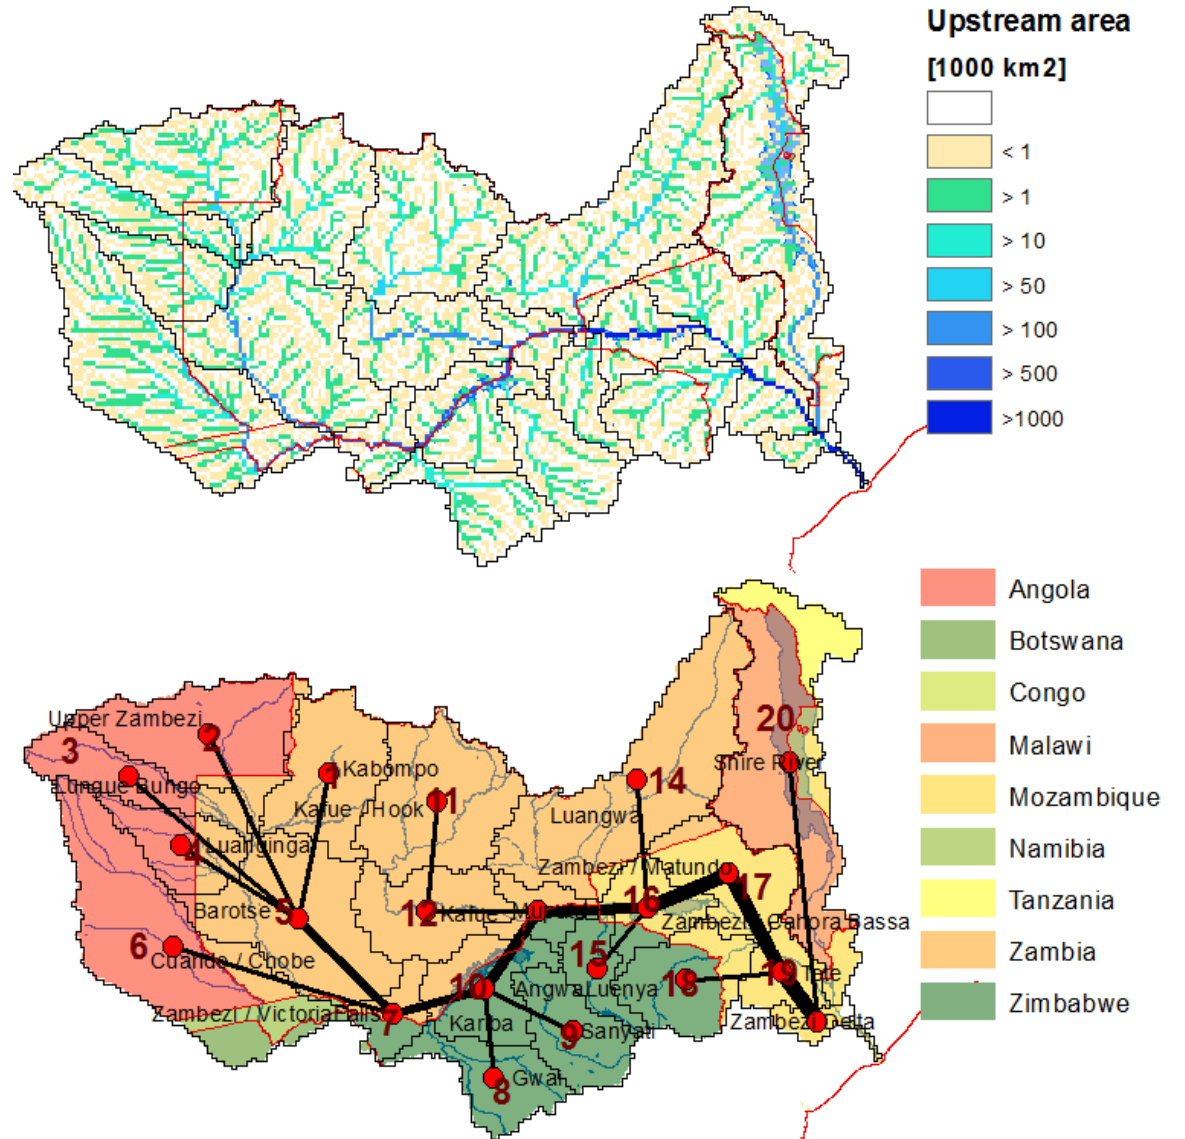 Upstream area
[1000 km2]
< 1
> 1
> 10
> 50
> 100
> 500
>1000
Angola
Botswana
Congo
Malawi
Mozambique
Namibia
Tanzania
Zambia
Zimbabwe
Upper Zambezi
2
3
Lungue Bungo
1
Kabompo
Kafue / Hook
11
14
Luangwa
20
Shire River
4
Luanginga
Barotse
5
6
Cuando / Chobe
12
Kafue
Zambezi / Matundo
16
17
Zambezi / Cahora Bassa
Zambezi / VictoriaFalls
7
10
Kariba
Angwa
15
Luenya
18
19
Tete
9
Sanyati
Zambezi Delta
8
Gwai